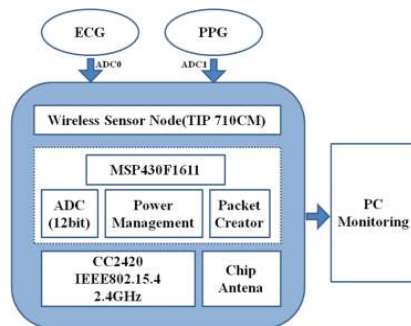 ECG
PPG
ADC0
ADC1
Wireless Sensor Node(TIP 710CM)
MSP430F1611
ADC
(12bit)
Power
Management
Packet
Creator
PC
Monitoring
CC2420
IEEE802.15.4
2.4GHz
Chip
Antena